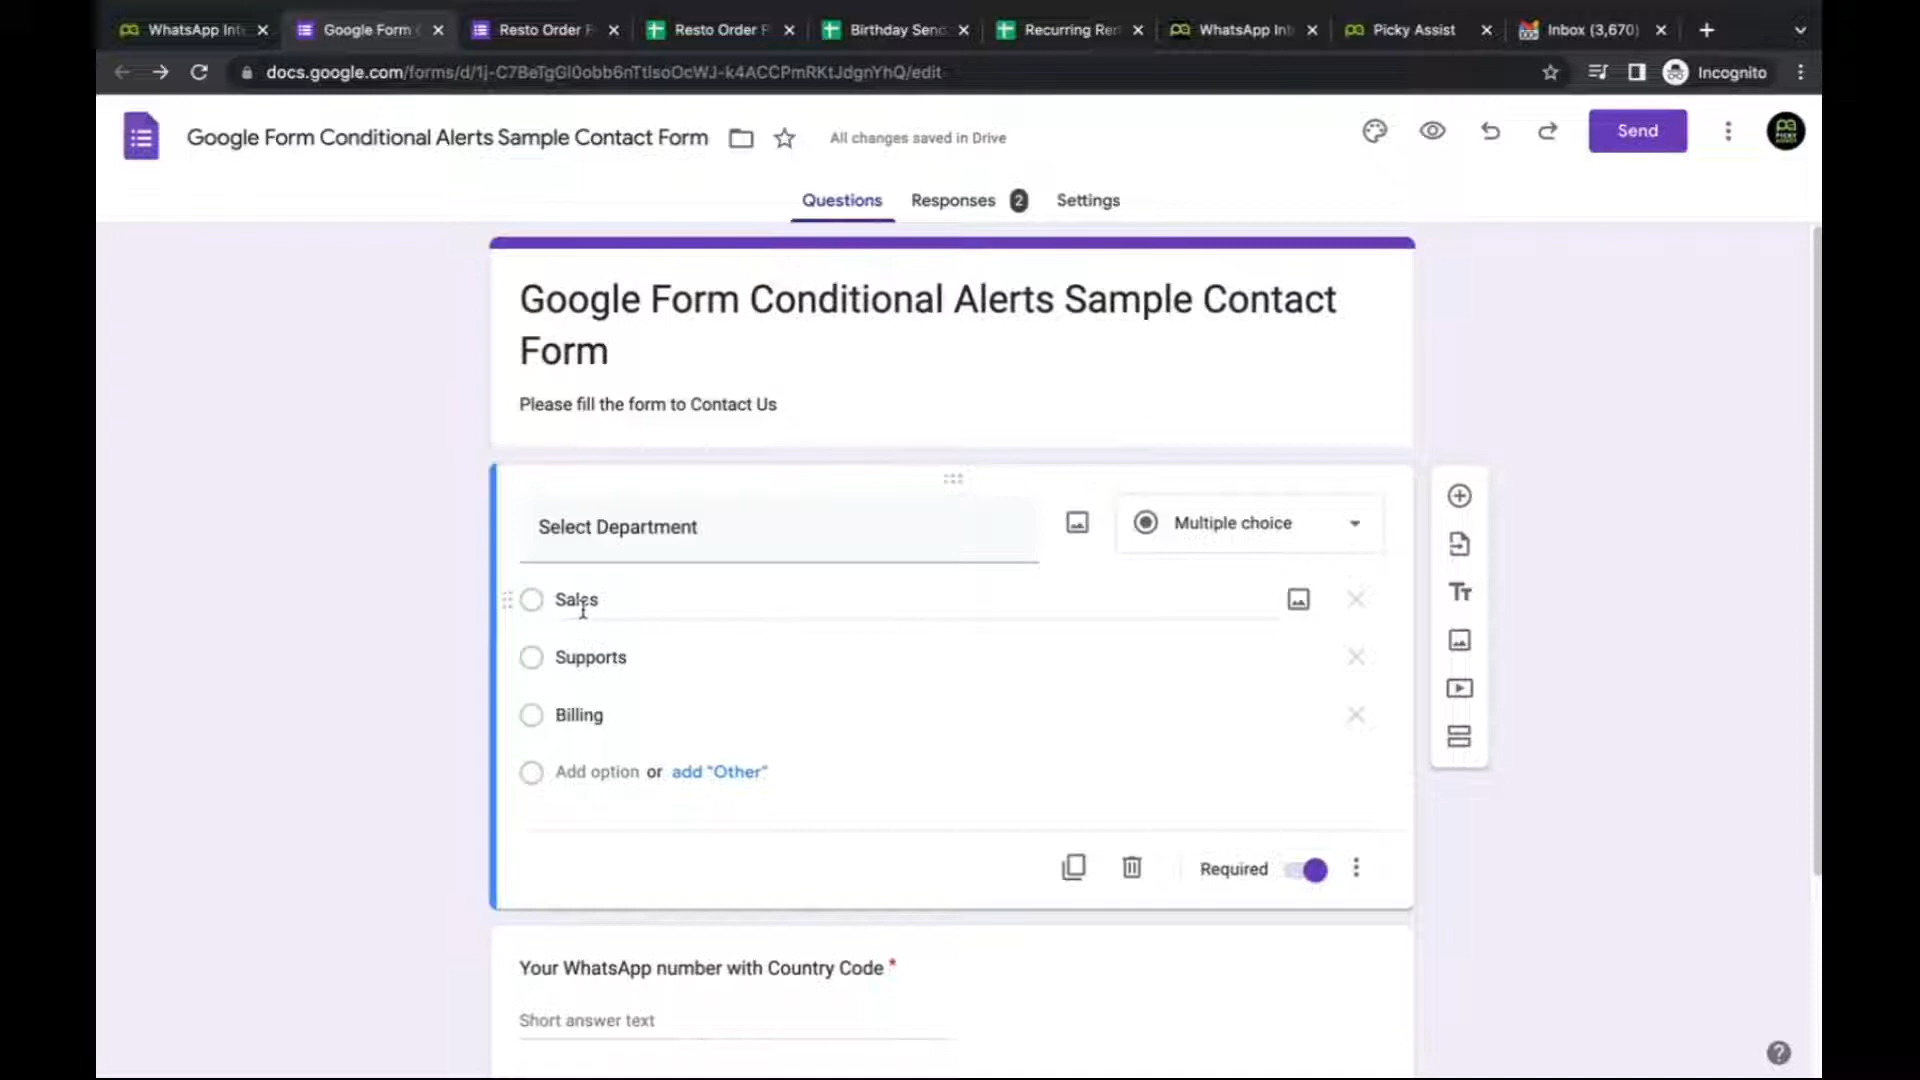 WhatsApp Int
Google Form
Resto Order F
Resto Order F
Birthday Send
Recurring Re
WhatsApp Int
Picky Assist
Inbox (3,670)
docs.google.com/forms/d/1j-C7BeTgGl0obb6nTtIsoOcWJ-k4ACCPmRKtJdgnYhQ/edit
Incognito
Google Form Conditional Alerts Sample Contact Form
All changes saved in Drive
Send
Questions
Responses 2
Settings
Google Form Conditional Alerts Sample Contact
Form
Please fill the form to Contact Us
Select Department
Multiple choice
Sales
Supports
Billing
Add option or add "Other"
Required
Your WhatsApp number with Country Code *
Short answer text